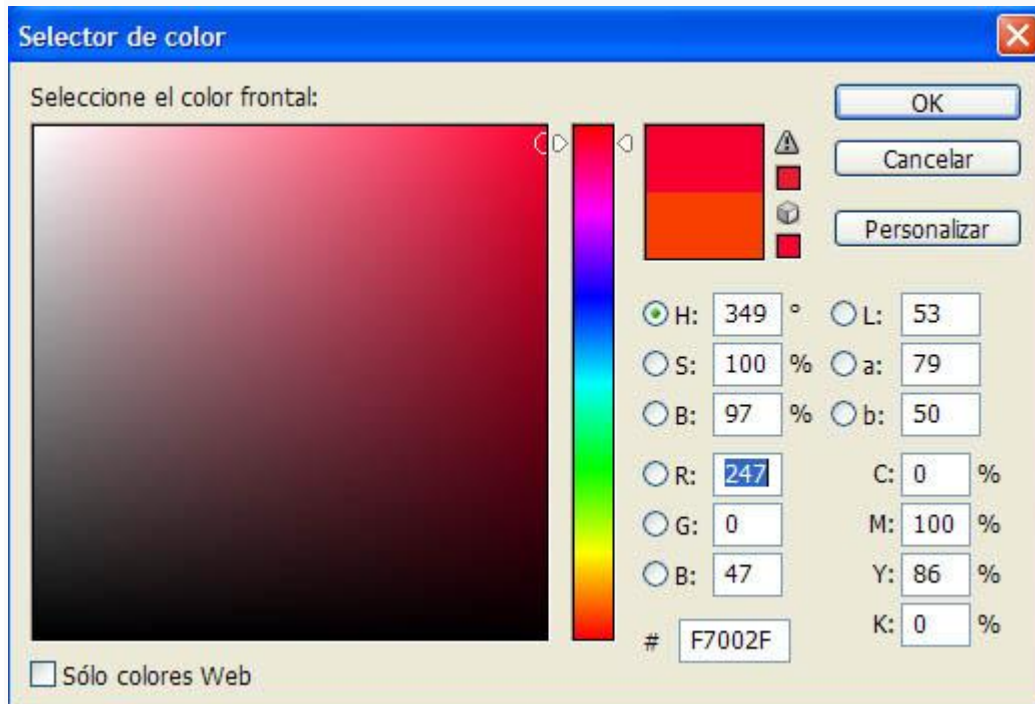 Selector de color
Seleccione el color frontal:
OK
Cancelar
Personalizar
H: 349 ° L: 53
S: 100 % a: 79
B: 97 % b: 50
R: 247 C: 0 %
G: 0 M: 100 %
B: 47 Y: 86 %
# F7002F K: 0 %
Sólo colores Web